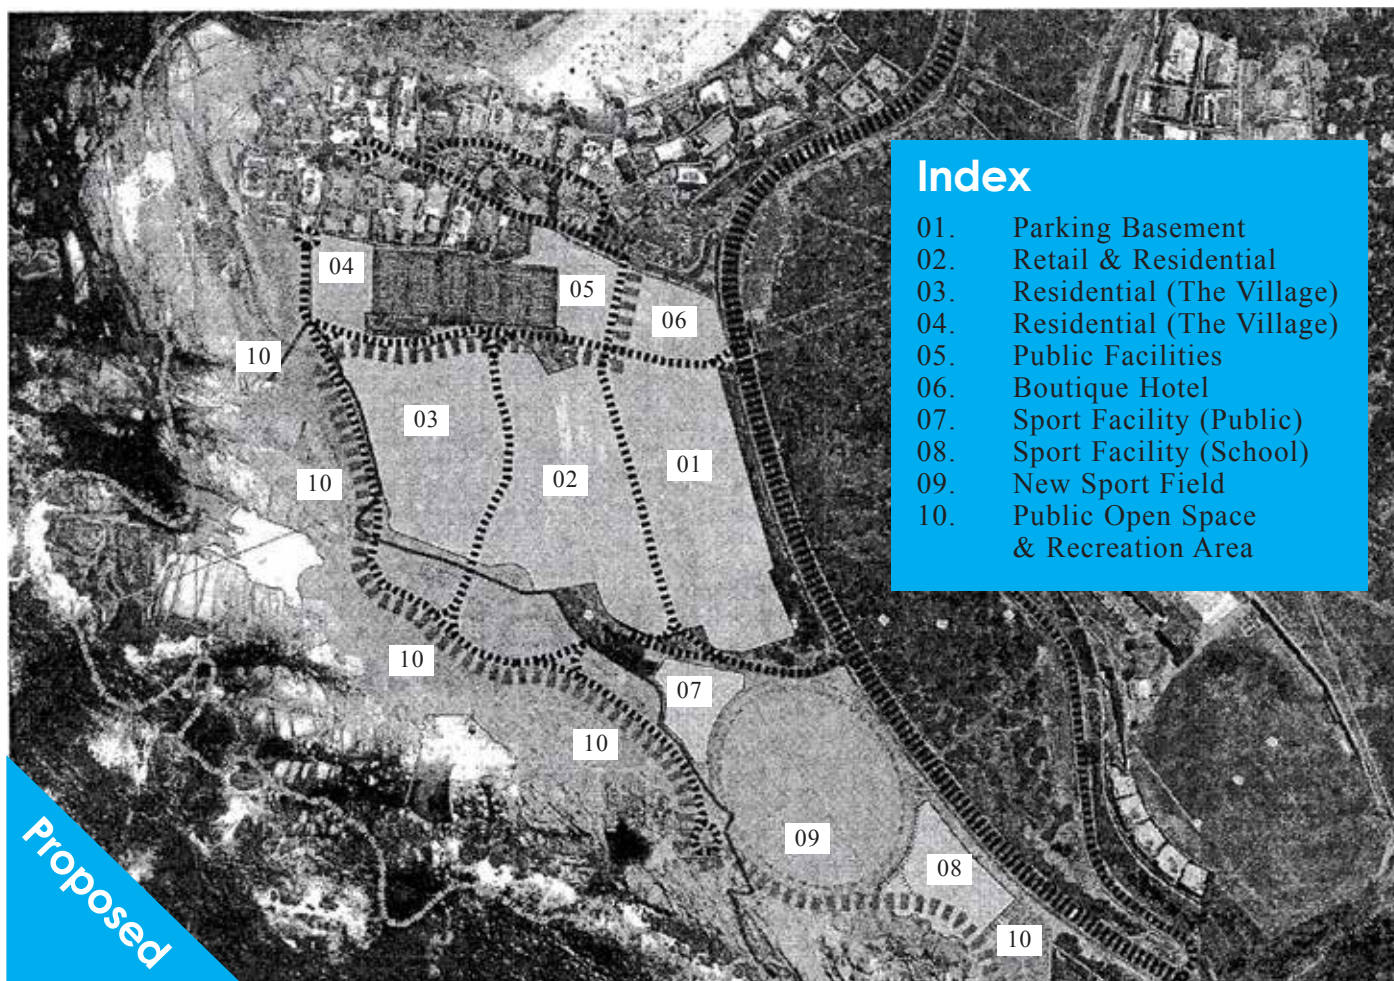 Index
01. Parking Basement
02. Retail & Residential
03. Residential (The Village)
04. Residential (The Village)
05. Public Facilities
06. Boutique Hotel
07. Sport Facility (Public)
08. Sport Facility (School)
09. New Sport Field
10. Public Open Space
& Recreation Area
04
05
06
10
03
01
02
10
10
07
10
09
08
10
Proposed